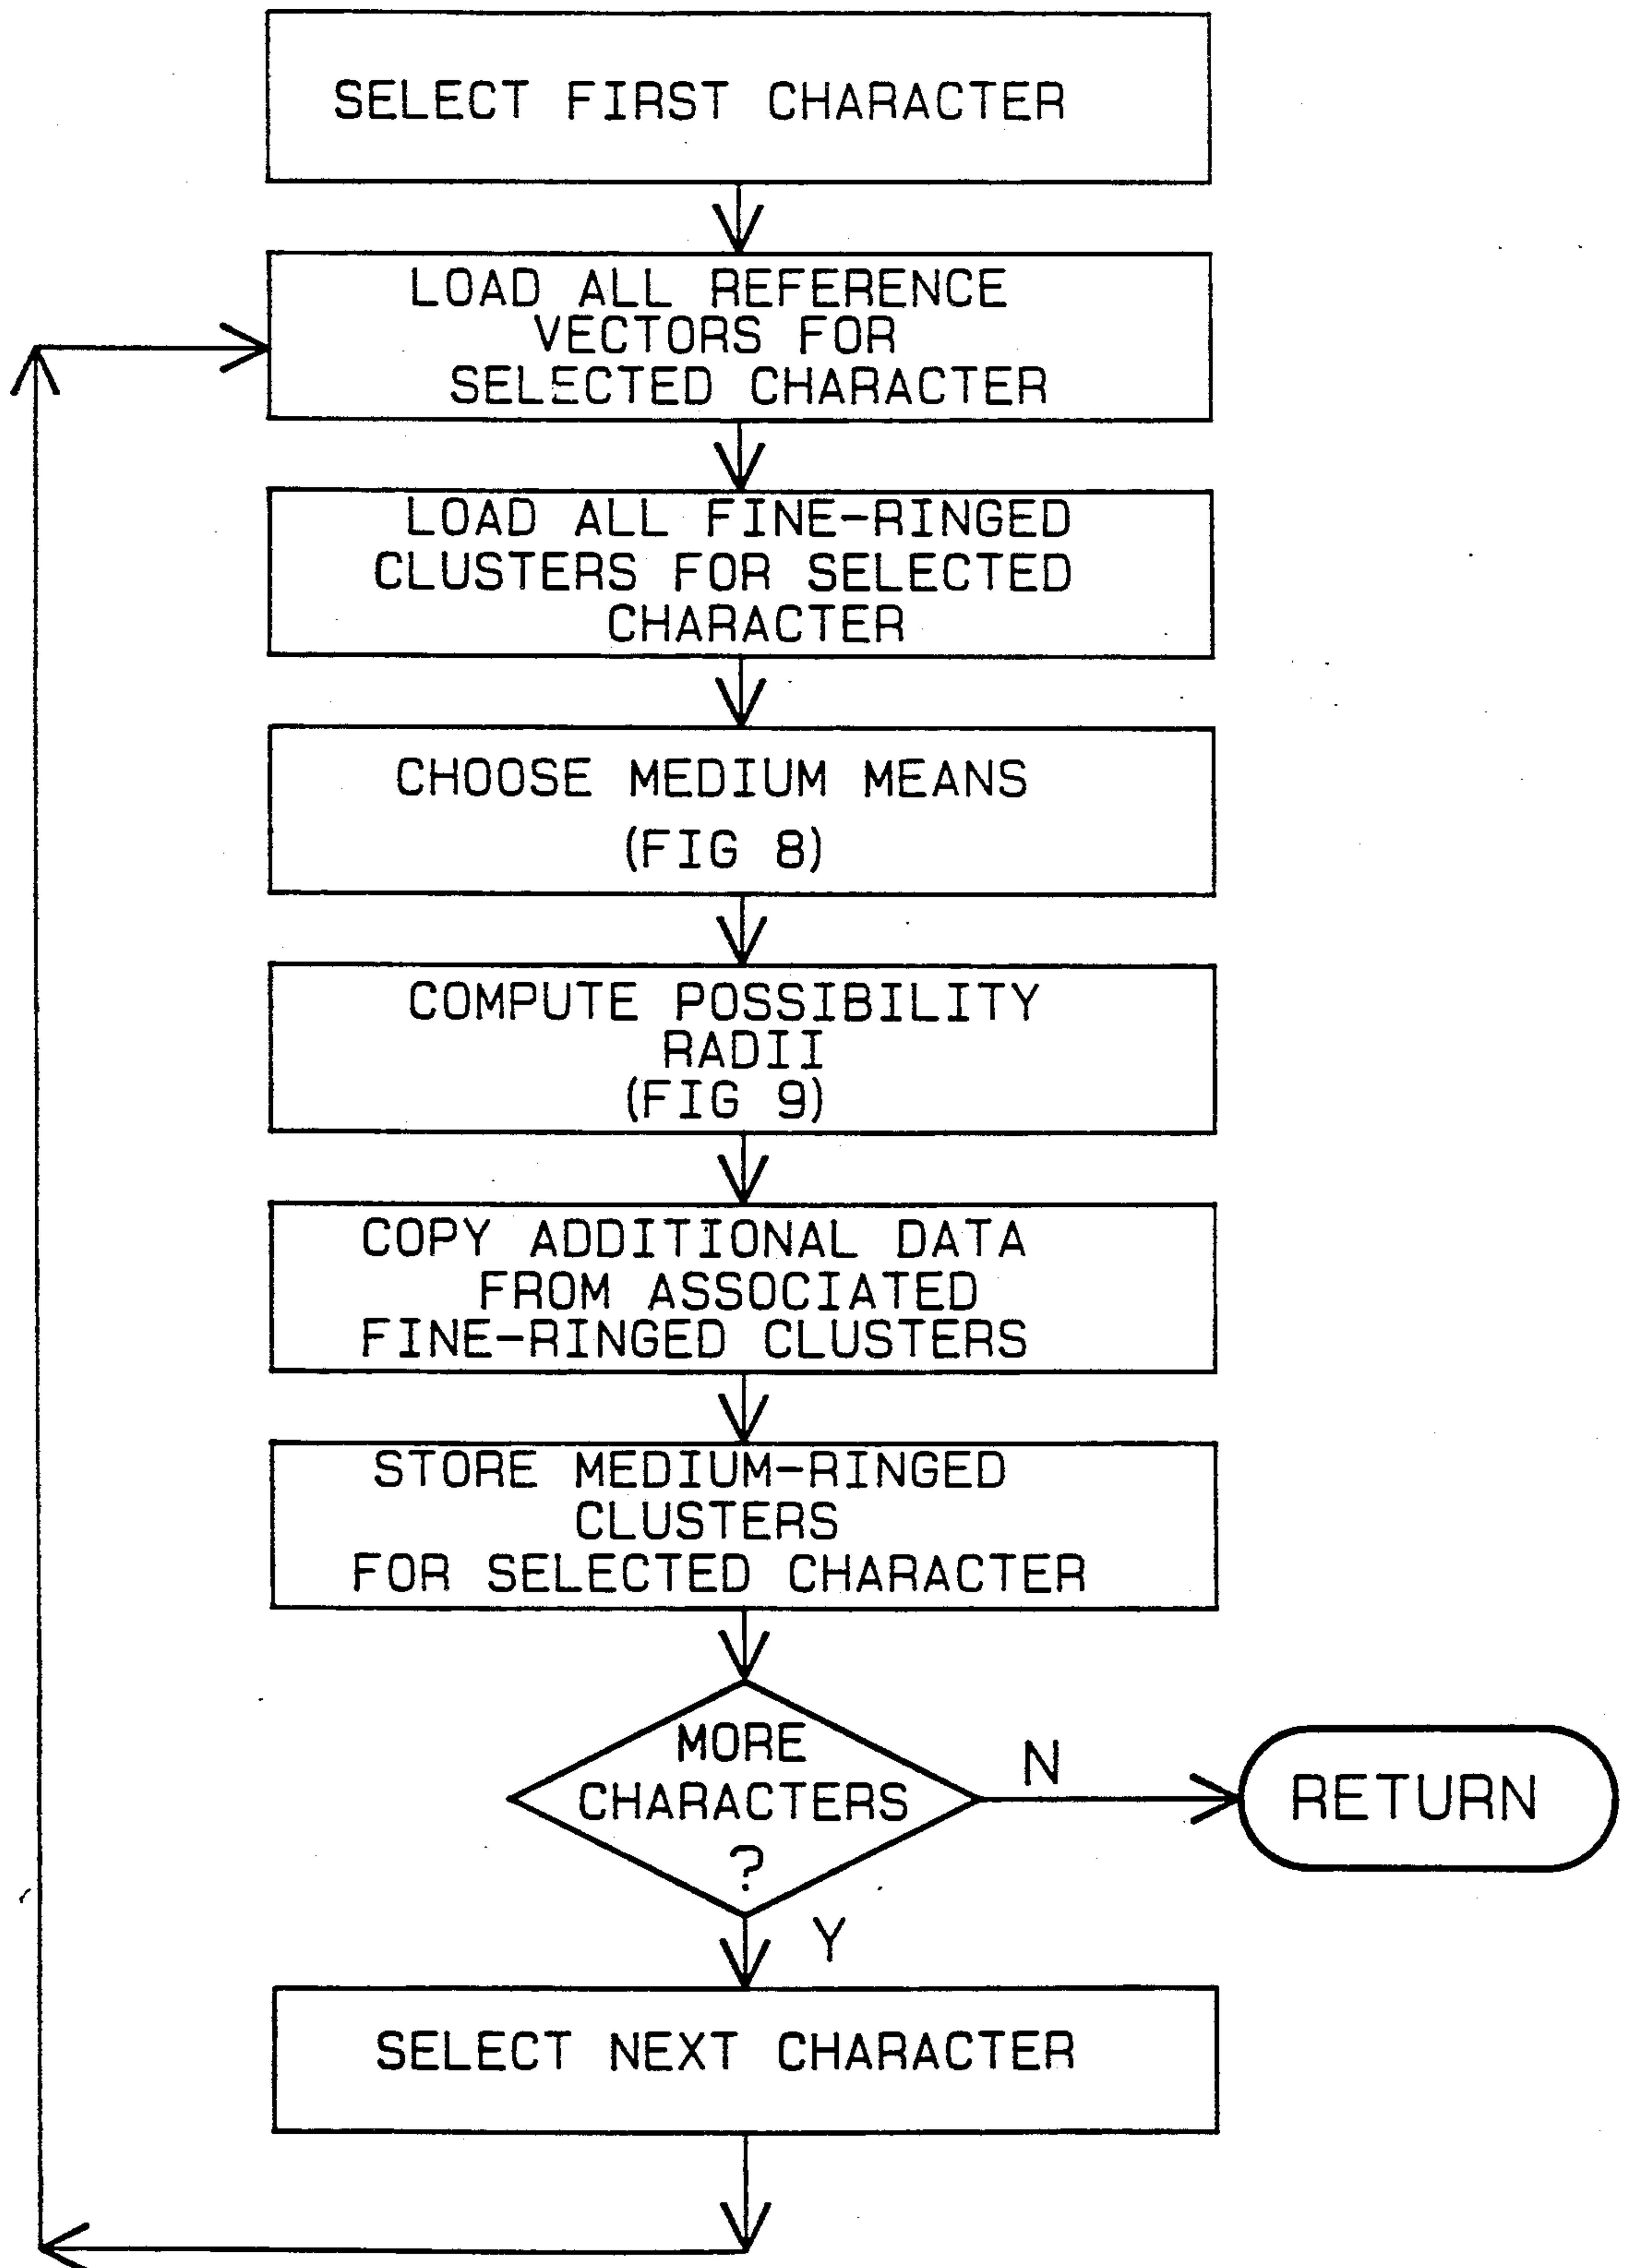 SELECT FIRST CHARACTER
LOAD ALL REFERENCE
VECTORS FOR
SELECTED CHARACTER
LOAD ALL FINE-RINGED
CLUSTERS FOR SELECTED
CHARACTER
CHOOSE MEDIUM MEANS
(FIG 8)
COMPUTE POSSIBILITY
RADII
(FIG 9)
COPY ADDITIONAL DATA
FROM ASSOCIATED
FINE-RINGED CLUSTERS
STORE MEDIUM-RINGED
CLUSTERS
FOR SELECTED CHARACTER
MORE
CHARACTERS
?
N
RETURN
Y
SELECT NEXT CHARACTER